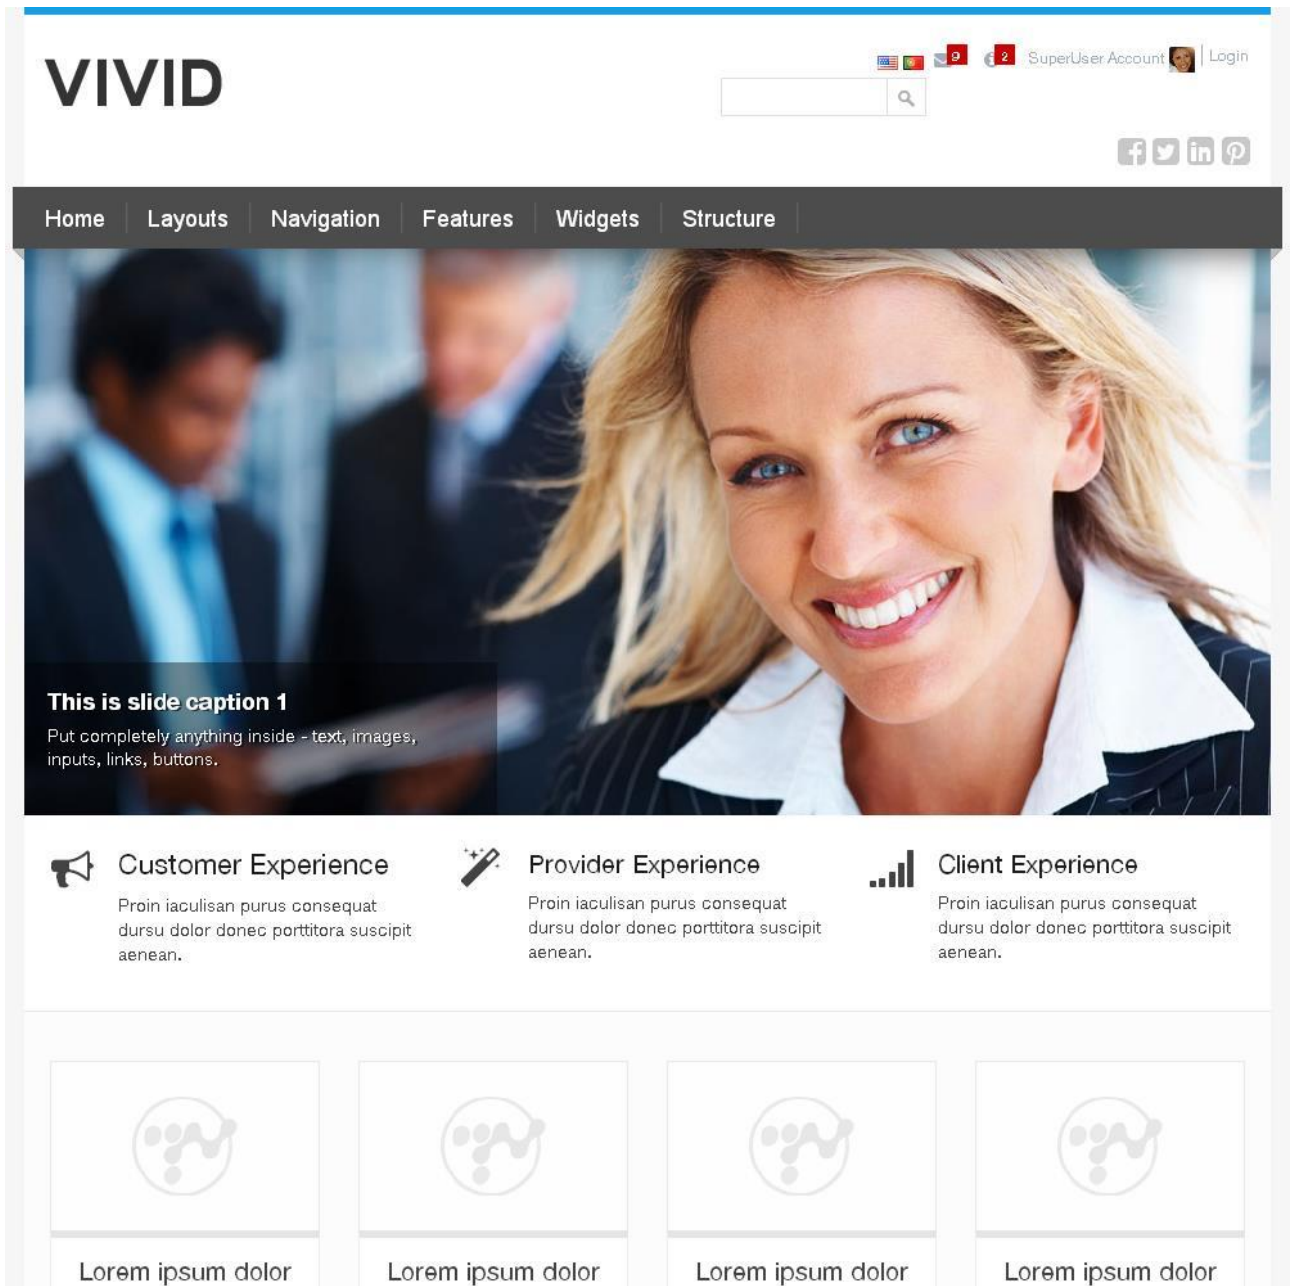 VIVID
9
2
SuperUser Account
Login
Home
Layouts
Navigation
Features
Widgets
Structure
This is slide caption 1
Put completely anything inside - text, images,
inputs, links, buttons.
Customer Experience
Proin iaculisan purus consequat
dursu dolor donec porttitora suscipit
aenean.
Provider Experience
Proin iaculisan purus consequat
dursu dolor donec porttitora suscipit
aenean.
Client Experience
Proin iaculisan purus consequat
dursu dolor donec porttitora suscipit
aenean.
Lorem ipsum dolor
Lorem ipsum dolor
Lorem ipsum dolor
Lorem ipsum dolor